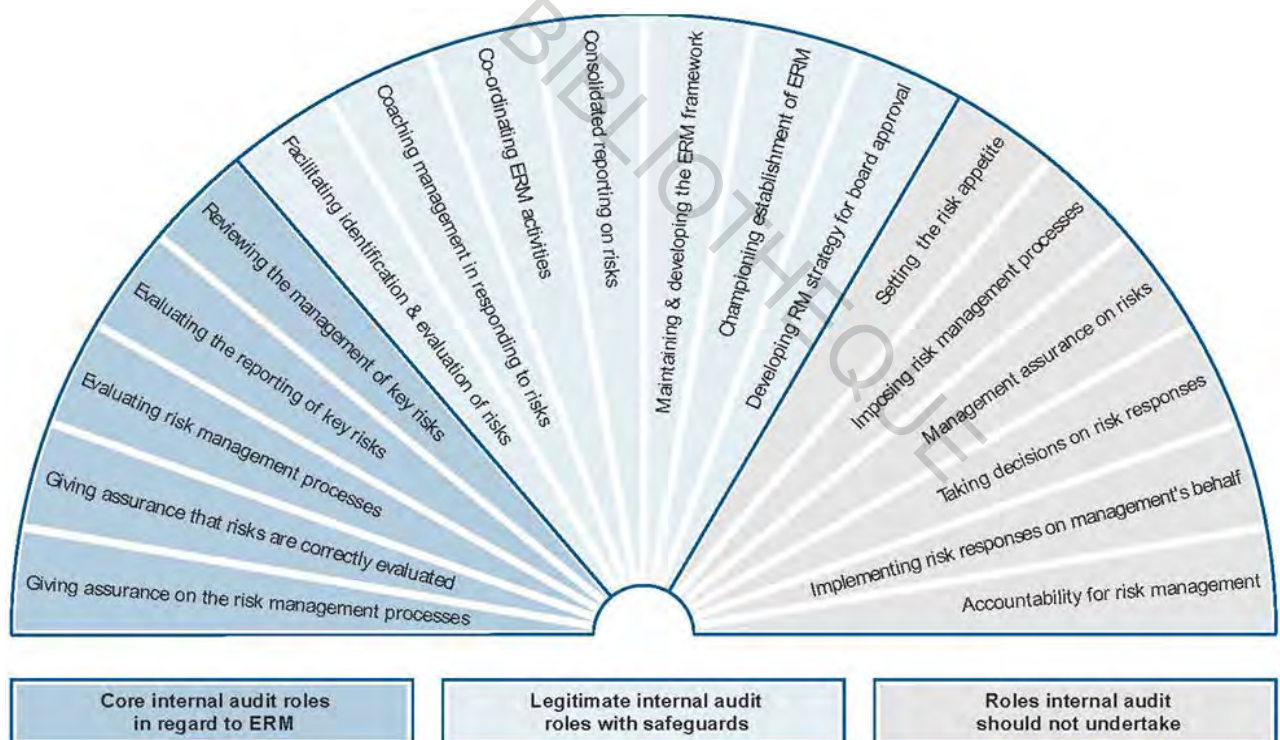 Giving assurance on the risk management processes
Giving assurance that risks are correctly evaluated
Evaluating risk management processes
Evaluating the reporting of key risks
Reviewing the management of key risks
Facilitating identification & evaluation of risks
Coaching management in responding to risks
Co-ordinating ERM activities
Consolidated reporting on risks
Maintaining & developing the ERM framework
Championing establishment of ERM
Developing RM strategy for board approval
Setting the risk appetite
Imposing risk management processes
Management assurance on risks
Taking decisions on risk responses
Implementing risk responses on management's behalf
Accountability for risk management
BIBLIOTHEQUE
Core internal audit roles
in regard to ERM
Legitimate internal audit
roles with safeguards
Roles internal audit
should not undertake